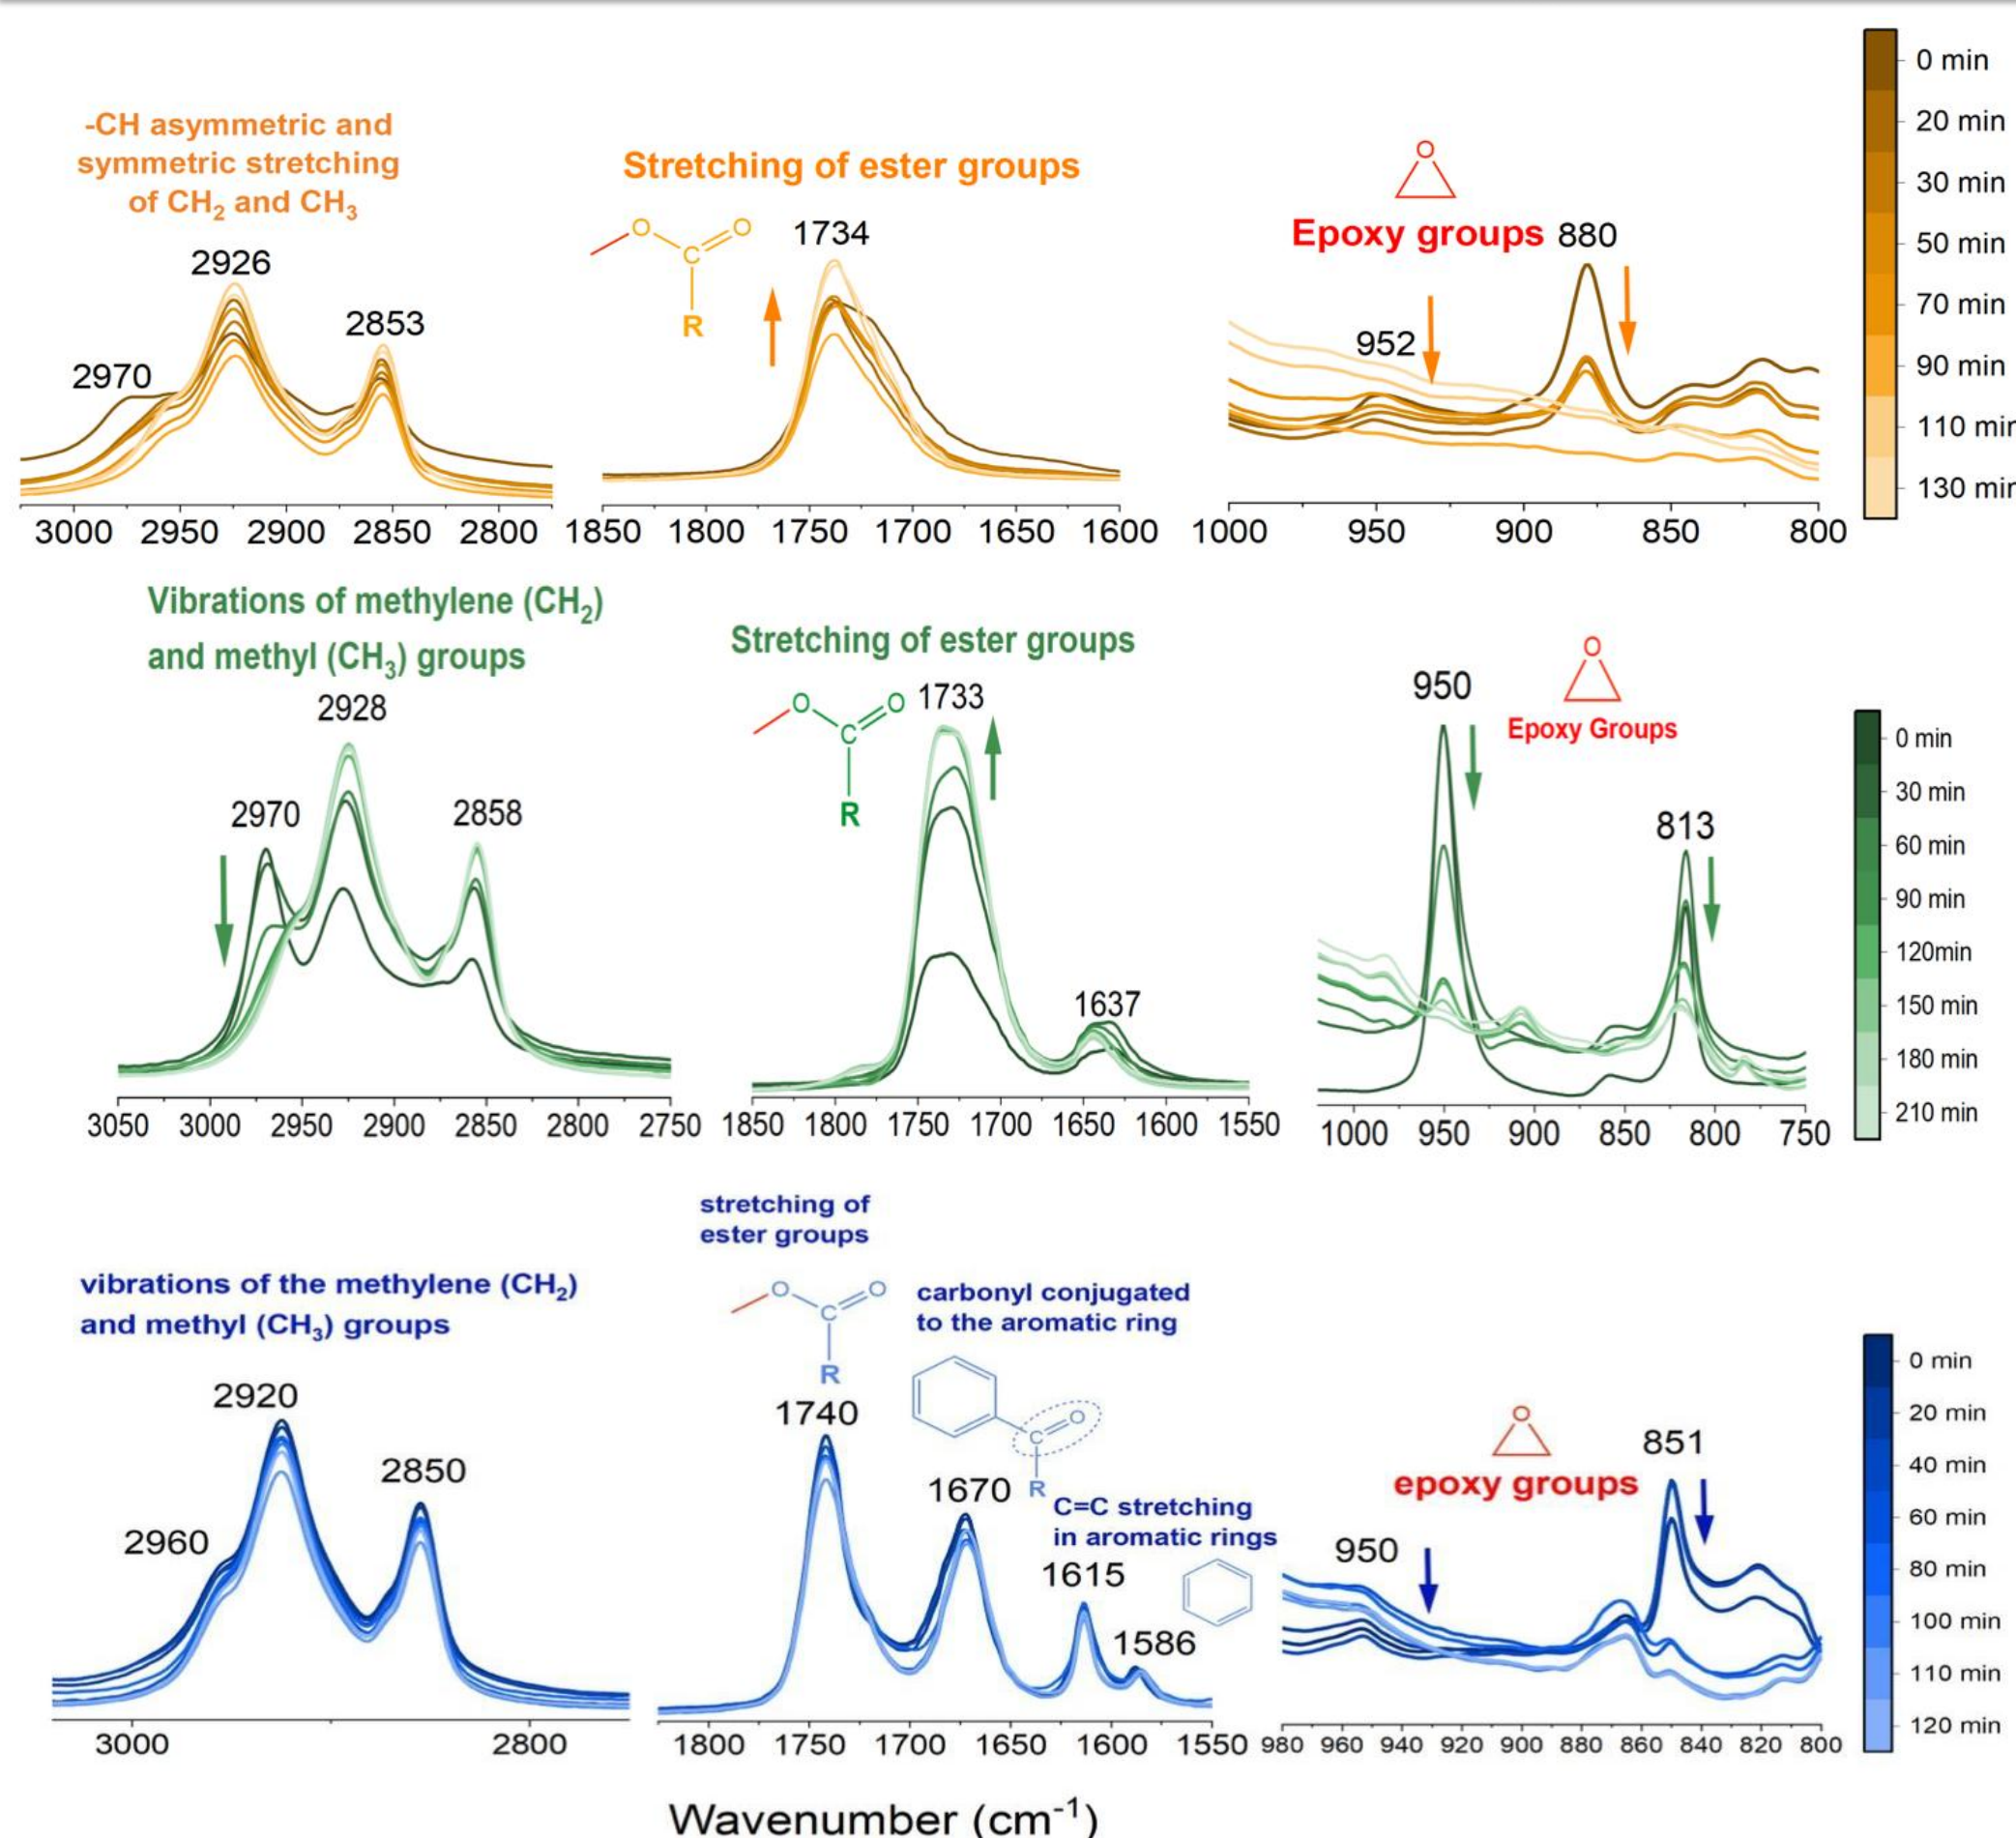 -CH asymmetric and
symmetric stretching
of CH₂ and CH₃
2970
2926
2853
3000 2950 2900 2850 2800
Stretching of ester groups
O
O
C
R
1734
1850 1800 1750 1700 1650 1600
O
Epoxy groups
880
952
1000 950 900 850 800
0 min
20 min
30 min
50 min
70 min
90 min
110 min
130 min
Vibrations of methylene (CH₂)
and methyl (CH₃) groups
2928
2970
2858
3050 3000 2950 2900 2850 2800 2750
Stretching of ester groups
O
O
C
R
1733
1637
1850 1800 1750 1700 1650 1600 1550
950
O
Epoxy Groups
813
1000 950 900 850 800 750
0 min
30 min
60 min
90 min
120min
150 min
180 min
210 min
vibrations of the methylene (CH₂)
and methyl (CH₃) groups
2920
2850
2960
3000 2800
stretching of
ester groups
O
O
C
R
1740
carbonyl conjugated
to the aromatic ring
O
C
R
1670
C=C stretching
in aromatic rings
1615
1586
1800 1750 1700 1650 1600 1550
O
epoxy groups
851
950
980 960 940 920 900 880 860 840 820 800
0 min
20 min
40 min
60 min
80 min
100 min
110 min
120 min
Wavenumber (cm⁻¹)